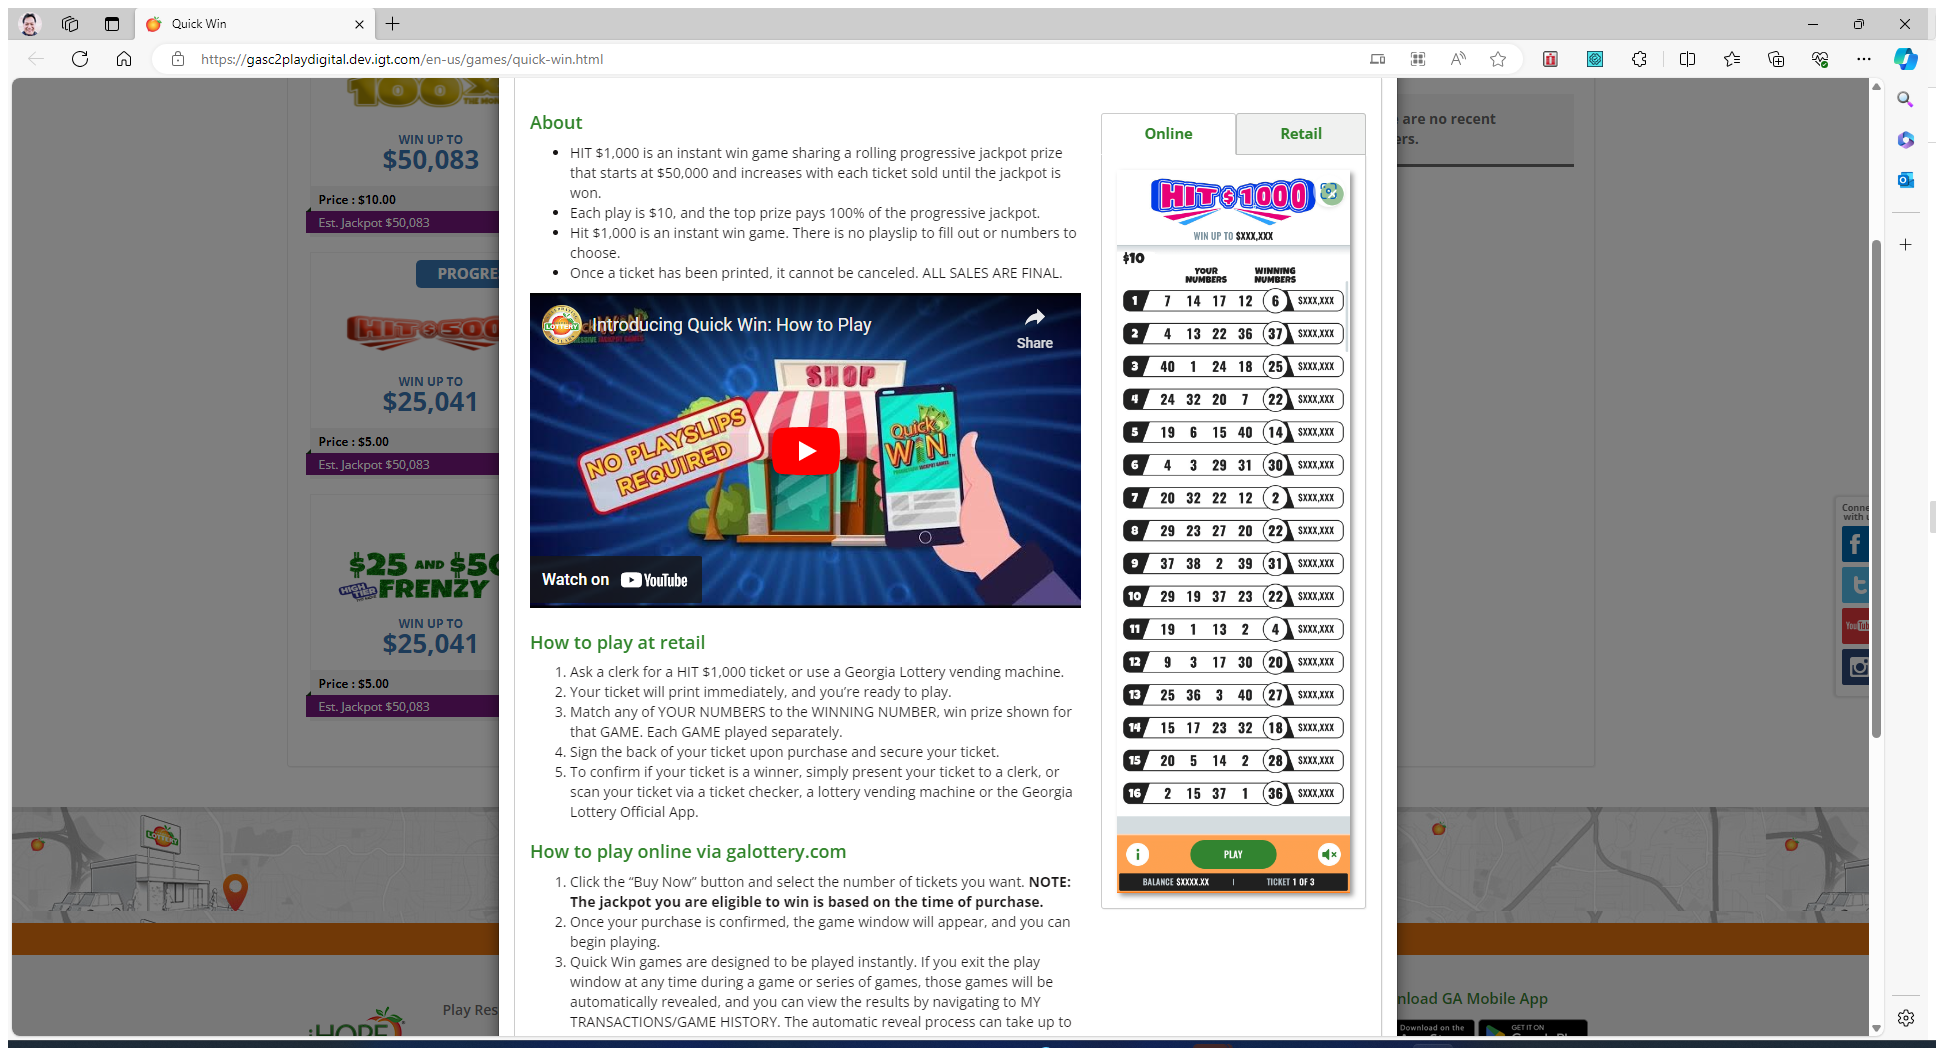 Quick Win
https://gasc2playdigital.dev.igt.com/en-us/games/quick-win.html
100X
THE MO
WIN UP TO
$50,083
Price : $10.00
Est. Jackpot $50,083
PROGRE
HIT $500
WIN UP TO
$25,041
Price : $5.00
Est. Jackpot $50,083
$25 AND $50
HIGH TIER
FRENZY
WIN UP TO
$25,041
Price : $5.00
Est. Jackpot $50,083
About
• HIT $1,000 is an instant win game sharing a rolling progressive jackpot prize
that starts at $50,000 and increases with each ticket sold until the jackpot is
won.
• Each play is $10, and the top prize pays 100% of the progressive jackpot.
• Hit $1,000 is an instant win game. There is no playslip to fill out or numbers to
choose.
• Once a ticket has been printed, it cannot be canceled. ALL SALES ARE FINAL.
LOTTERY
Introducing Quick Win: How to Play
Share
SHOP
NO PLAYSLIPS
REQUIRED
Quick
WIN
Watch on YouTube
How to play at retail
1. Ask a clerk for a HIT $1,000 ticket or use a Georgia Lottery vending machine.
2. Your ticket will print immediately, and you’re ready to play.
3. Match any of YOUR NUMBERS to the WINNING NUMBER, win prize shown for
that GAME. Each GAME played separately.
4. Sign the back of your ticket upon purchase and secure your ticket.
5. To confirm if your ticket is a winner, simply present your ticket to a clerk, or
scan your ticket via a ticket checker, a lottery vending machine or the Georgia
Lottery Official App.
How to play online via galottery.com
1. Click the “Buy Now” button and select the number of tickets you want. NOTE:
The jackpot you are eligible to win is based on the time of purchase.
2. Once your purchase is confirmed, the game window will appear, and you can
begin playing.
3. Quick Win games are designed to be played instantly. If you exit the play
window at any time during a game or series of games, those games will be
automatically revealed, and you can view the results by navigating to MY
TRANSACTIONS/GAME HISTORY. The automatic reveal process can take up to
Online
Retail
HIT $1000
WIN UP TO $XXX,XXX
$10
YOUR NUMBERS WINNING NUMBERS
1 7 14 17 12 6 $XXX,XXX
2 4 13 22 36 37 $XXX,XXX
3 40 1 24 18 25 $XXX,XXX
4 24 32 20 7 22 $XXX,XXX
5 19 6 15 40 14 $XXX,XXX
6 4 3 29 31 30 $XXX,XXX
7 20 32 22 12 2 $XXX,XXX
8 29 23 27 20 22 $XXX,XXX
9 37 38 2 39 31 $XXX,XXX
10 29 19 37 23 22 $XXX,XXX
11 19 1 13 2 4 $XXX,XXX
12 9 3 17 30 20 $XXX,XXX
13 25 36 3 40 27 $XXX,XXX
14 15 17 23 32 18 $XXX,XXX
15 20 5 14 2 28 $XXX,XXX
16 2 15 37 1 36 $XXX,XXX
i
PLAY
BALANCE $XXXX.XX | TICKET 1 OF 3
are no recent
ers.
Conne
with u
YouTub
LOTTERY
Play Res
iHOPE
nload GA Mobile App
Download on the
GET IT ON